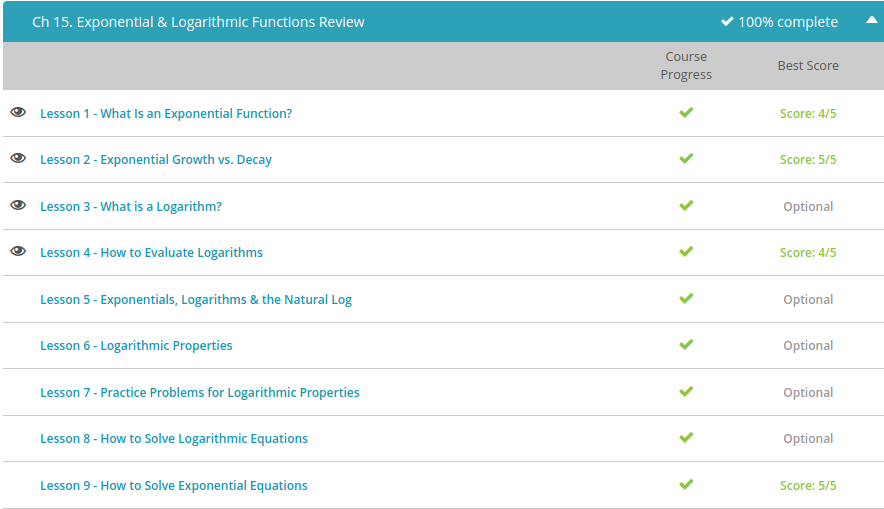 Ch 15. Exponential & Logarithmic Functions Review 100% complete
Course Progress Best Score
Lesson 1 - What Is an Exponential Function? Score: 4/5
Lesson 2 - Exponential Growth vs. Decay Score: 5/5
Lesson 3 - What is a Logarithm? Optional
Lesson 4 - How to Evaluate Logarithms Score: 4/5
Lesson 5 - Exponentials, Logarithms & the Natural Log Optional
Lesson 6 - Logarithmic Properties Optional
Lesson 7 - Practice Problems for Logarithmic Properties Optional
Lesson 8 - How to Solve Logarithmic Equations Optional
Lesson 9 - How to Solve Exponential Equations Score: 5/5